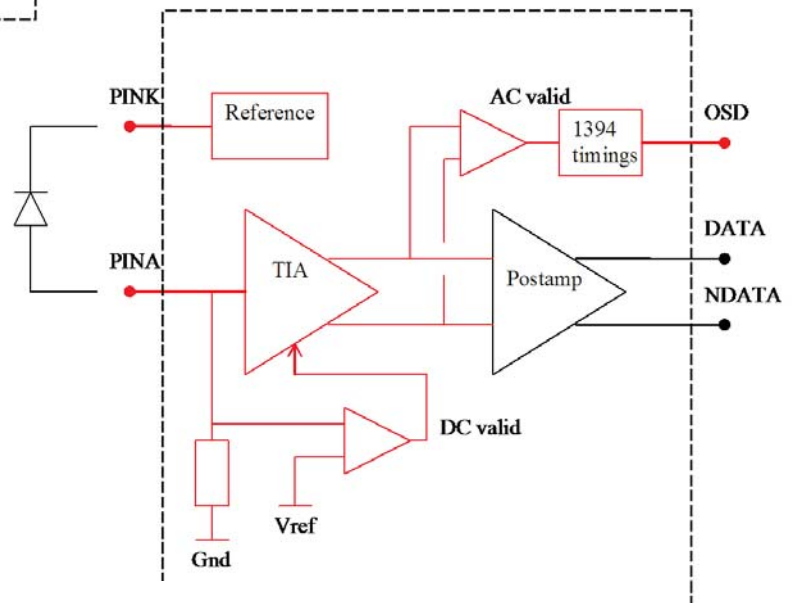 PINK
Reference
AC valid
1394
timings
OSD
DATA
PINA
TIA
Postamp
NDATA
DC valid
Vref
Gnd